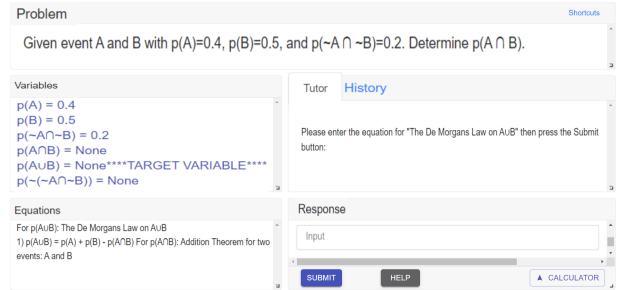 Problem
Shortcuts
Given event A and B with p(A)=0.4, p(B)=0.5, and p(~A ∩ ~B)=0.2. Determine p(A ∩ B).
Variables
p(A) = 0.4
p(B) = 0.5
p(~A∩~B) = 0.2
p(A∩B) = None
p(A∪B) = None****TARGET VARIABLE****
p(~(~A∩~B)) = None
Tutor History
Please enter the equation for "The De Morgans Law on A∪B" then press the Submit
button:
Equations
For p(A∪B): The De Morgans Law on A∪B
1) p(A∪B) = p(A) + p(B) - p(A∩B) For p(A∩B): Addition Theorem for two
events: A and B
Response
Input
SUBMIT
HELP
▲ CALCULATOR